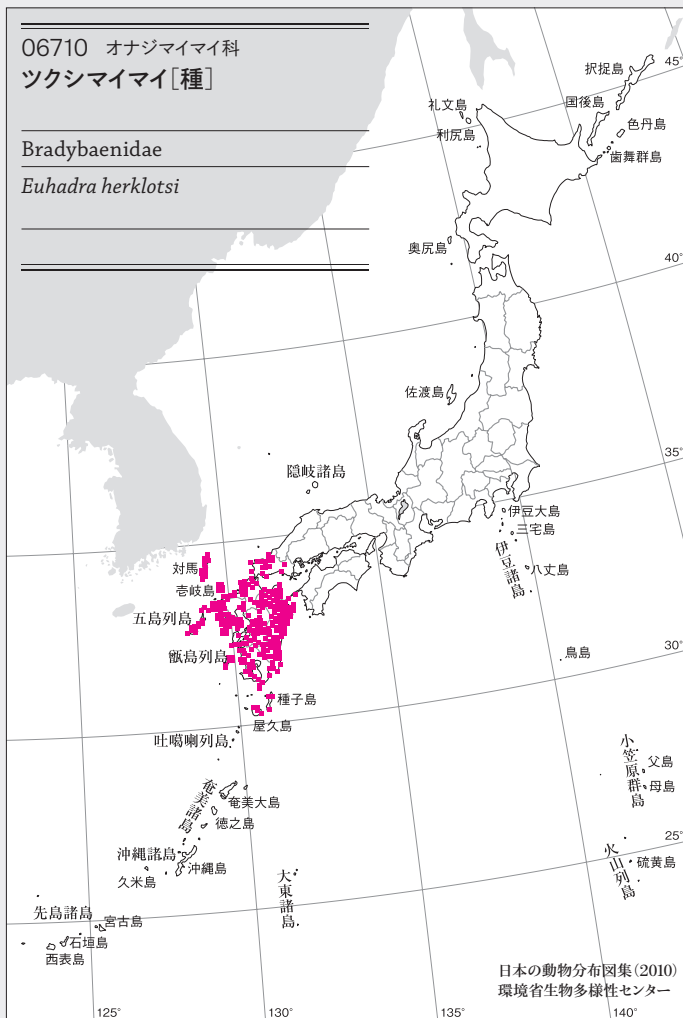 06710 オナジマイマイ科
ツクシマイマイ[種]
Bradybaenidae
Euhadra herklotsi
択捉島
45°
国後島
礼文島
色丹島
利尻島
歯舞群島
奥尻島
40°
佐渡島
35°
隠岐諸島
伊豆大島
三宅島
伊豆諸島
八丈島
対馬
壱岐島
五島列島
甑島列島
鳥島
30°
種子島
屋久島
吐噶喇列島
小笠原群島
父島
母島
奄美諸島
奄美大島
徳之島
25°
沖縄諸島
沖縄島
久米島
火山列島
硫黄島
大東諸島
先島諸島
宮古島
石垣島
西表島
日本の動物分布図集(2010)
環境省生物多様性センター
125°
130°
135°
140°